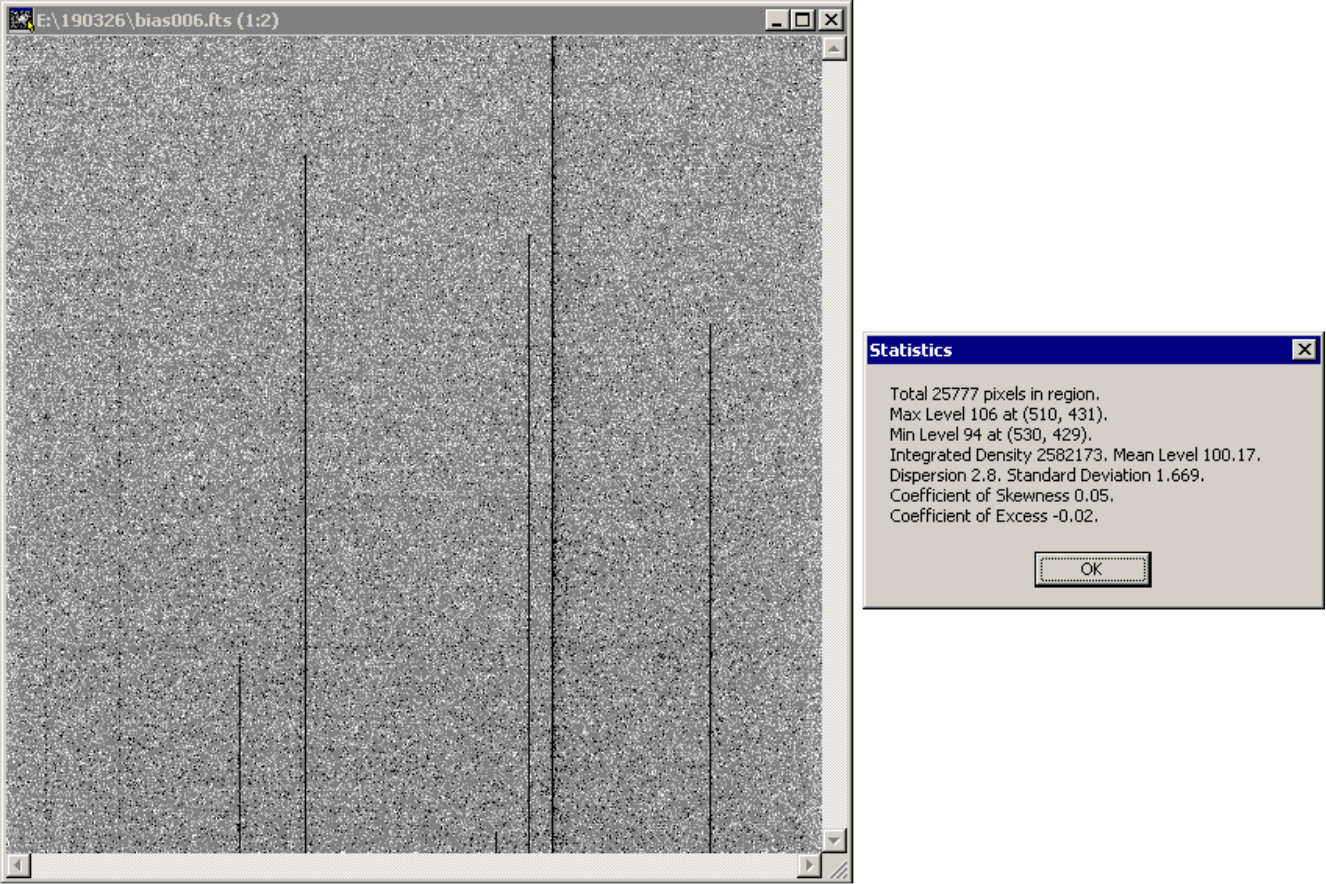 E:\190326\bias006.fts (1:2)
Statistics
Total 25777 pixels in region.
Max Level 106 at (510, 431).
Min Level 94 at (530, 429).
Integrated Density 2582173. Mean Level 100.17.
Dispersion 2.8. Standard Deviation 1.669.
Coefficient of Skewness 0.05.
Coefficient of Excess -0.02.
OK